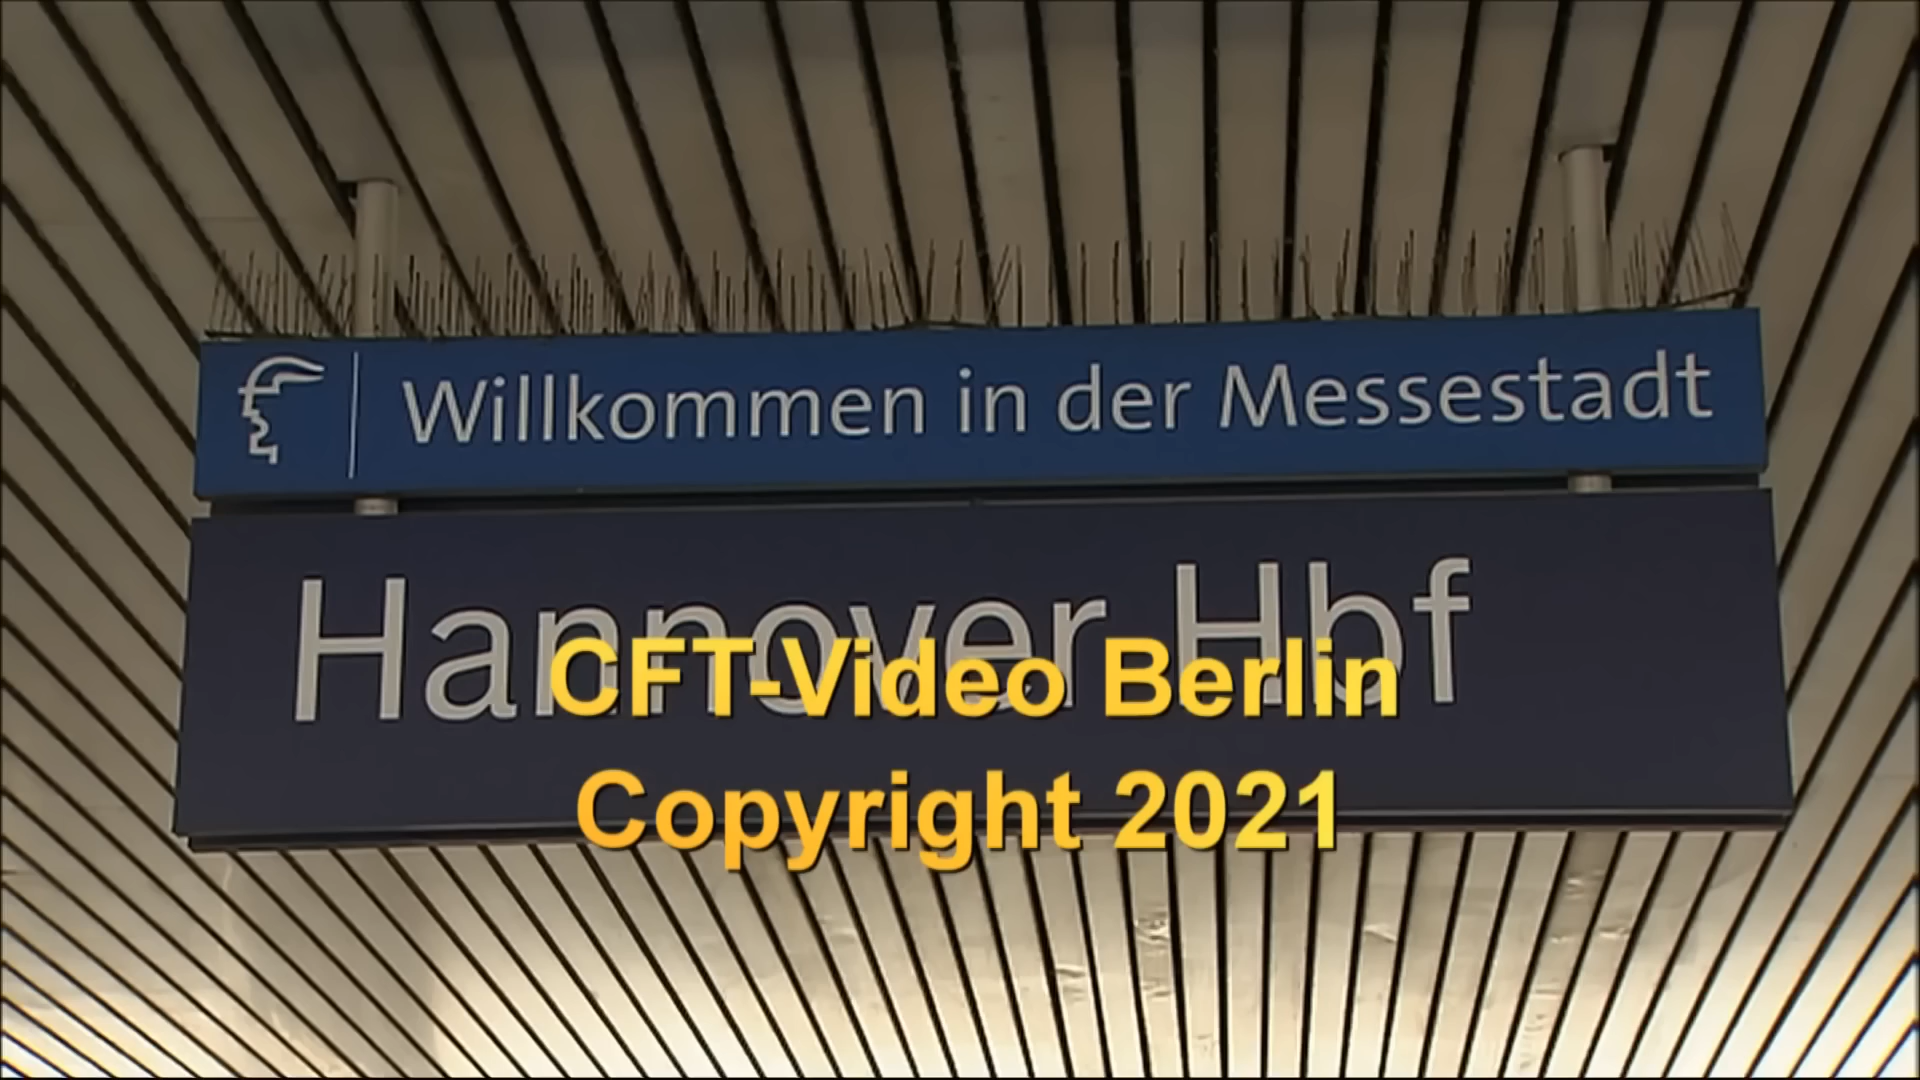 Willkommen in der Messestadt
Hannover Hbf
CFT-Video Berlin
Copyright 2021